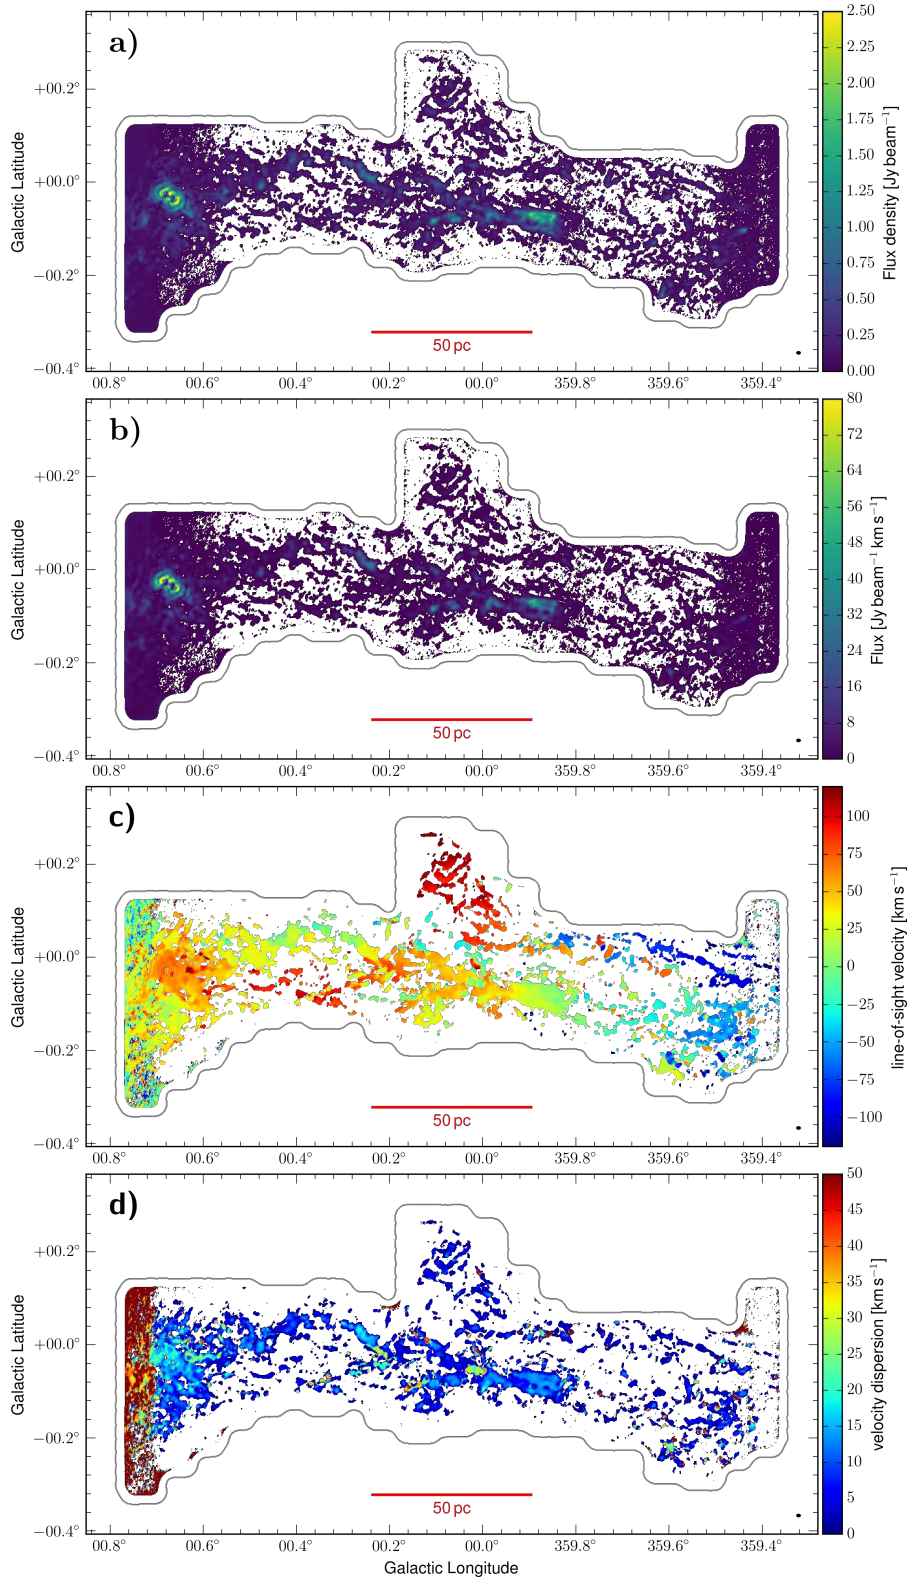 a)
Galactic Latitude
+00.2°
+00.0°
−00.2°
−00.4°
50 pc
00.8° 00.6° 00.4° 00.2° 00.0° 359.8° 359.6° 359.4°
2.50
2.25
2.00
1.75
1.50
1.25
1.00
0.75
0.50
0.25
0.00
Flux density [Jy beam⁻¹]
b)
Galactic Latitude
+00.2°
+00.0°
−00.2°
−00.4°
50 pc
00.8° 00.6° 00.4° 00.2° 00.0° 359.8° 359.6° 359.4°
80
72
64
56
48
40
32
24
16
8
0
Flux [Jy beam⁻¹ km s⁻¹]
c)
Galactic Latitude
+00.2°
+00.0°
−00.2°
−00.4°
50 pc
00.8° 00.6° 00.4° 00.2° 00.0° 359.8° 359.6° 359.4°
100
75
50
25
0
−25
−50
−75
−100
line-of-sight velocity [km s⁻¹]
d)
Galactic Latitude
+00.2°
+00.0°
−00.2°
−00.4°
50 pc
00.8° 00.6° 00.4° 00.2° 00.0° 359.8° 359.6° 359.4°
Galactic Longitude
50
45
40
35
30
25
20
15
10
5
0
velocity dispersion [km s⁻¹]